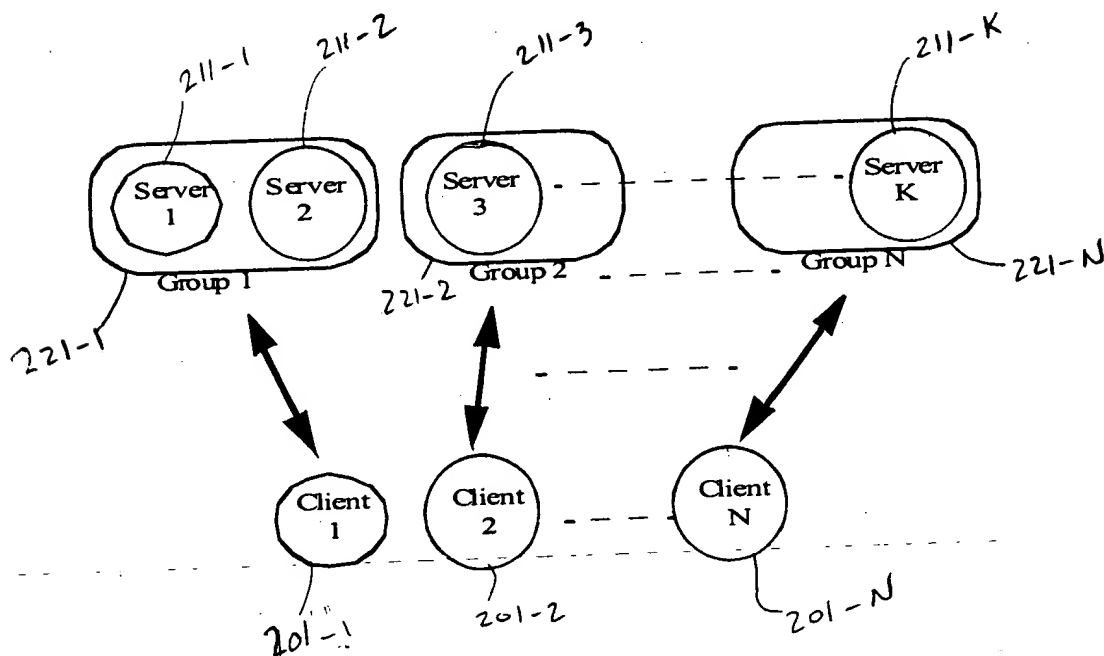 211-1
211-2
211-3
211-K
Server
1
Server
2
Server
3
Server
K
Group 1
Group 2
Group N
221-1
221-2
221-N
Client
1
Client
2
Client
N
201-1
201-2
201-N